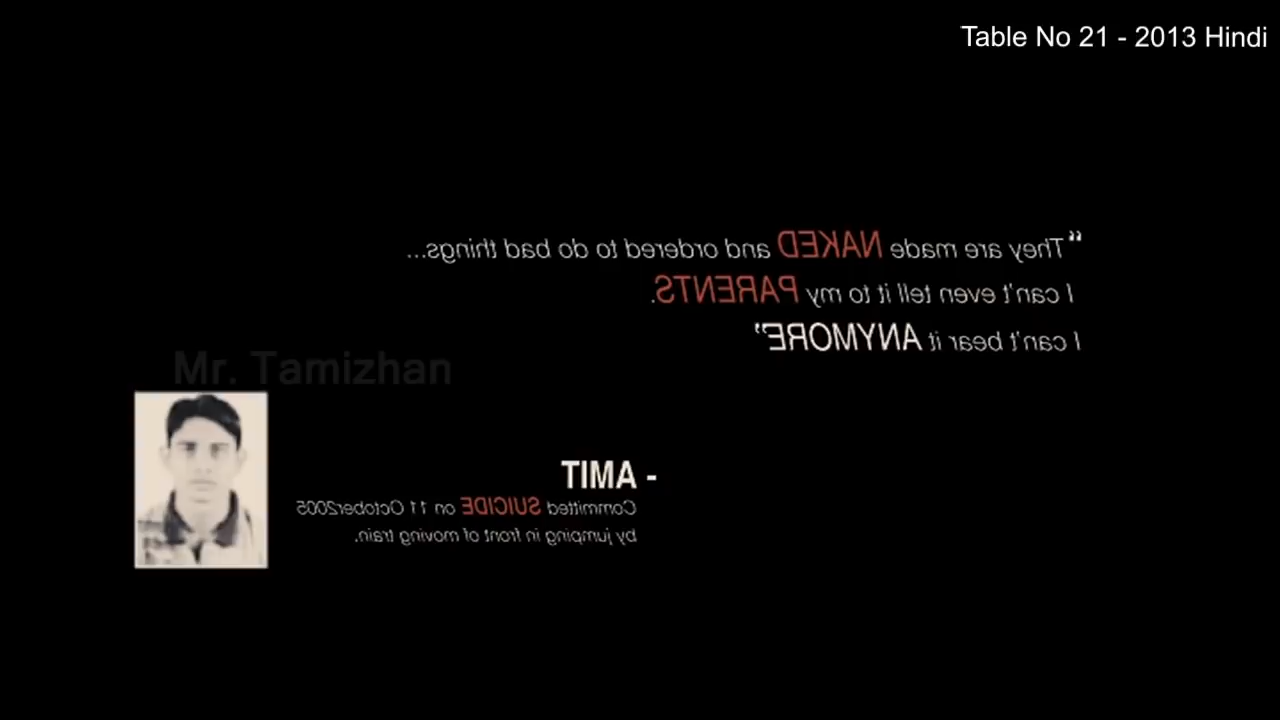 Table No 21 - 2013 Hindi
“They are made NAKED and ordered to do bad things...
I can't even tell it to my PARENTS.
I can't bear it ANYMORE”
Mr. Tamizhan
- AMIT
Committed SUICIDE on 11 October2005
by jumping in front of moving train.